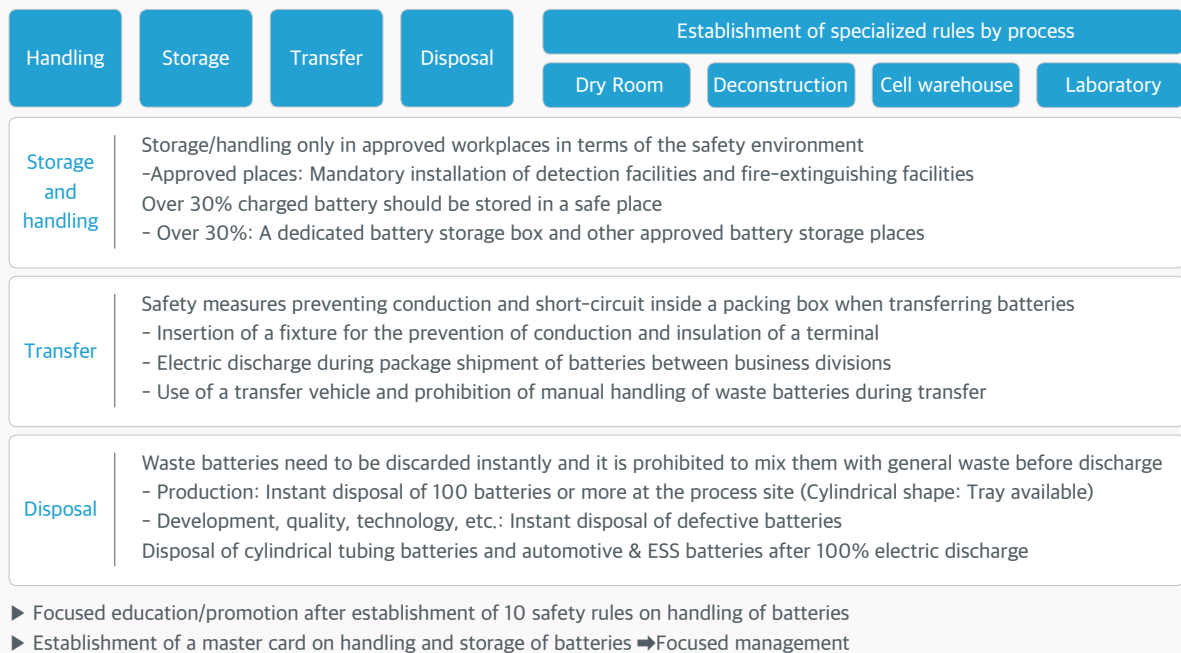 Handling
Storage
Transfer
Disposal
Establishment of specialized rules by process
Dry Room
Deconstruction
Cell warehouse
Laboratory
Storage
and
handling
Storage/handling only in approved workplaces in terms of the safety environment
-Approved places: Mandatory installation of detection facilities and fire-extinguishing facilities
Over 30% charged battery should be stored in a safe place
- Over 30%: A dedicated battery storage box and other approved battery storage places
Transfer
Safety measures preventing conduction and short-circuit inside a packing box when transferring batteries
- Insertion of a fixture for the prevention of conduction and insulation of a terminal
- Electric discharge during package shipment of batteries between business divisions
- Use of a transfer vehicle and prohibition of manual handling of waste batteries during transfer
Disposal
Waste batteries need to be discarded instantly and it is prohibited to mix them with general waste before discharge
- Production: Instant disposal of 100 batteries or more at the process site (Cylindrical shape: Tray available)
- Development, quality, technology, etc.: Instant disposal of defective batteries
Disposal of cylindrical tubing batteries and automotive & ESS batteries after 100% electric discharge
▶ Focused education/promotion after establishment of 10 safety rules on handling of batteries
▶ Establishment of a master card on handling and storage of batteries ➡Focused management